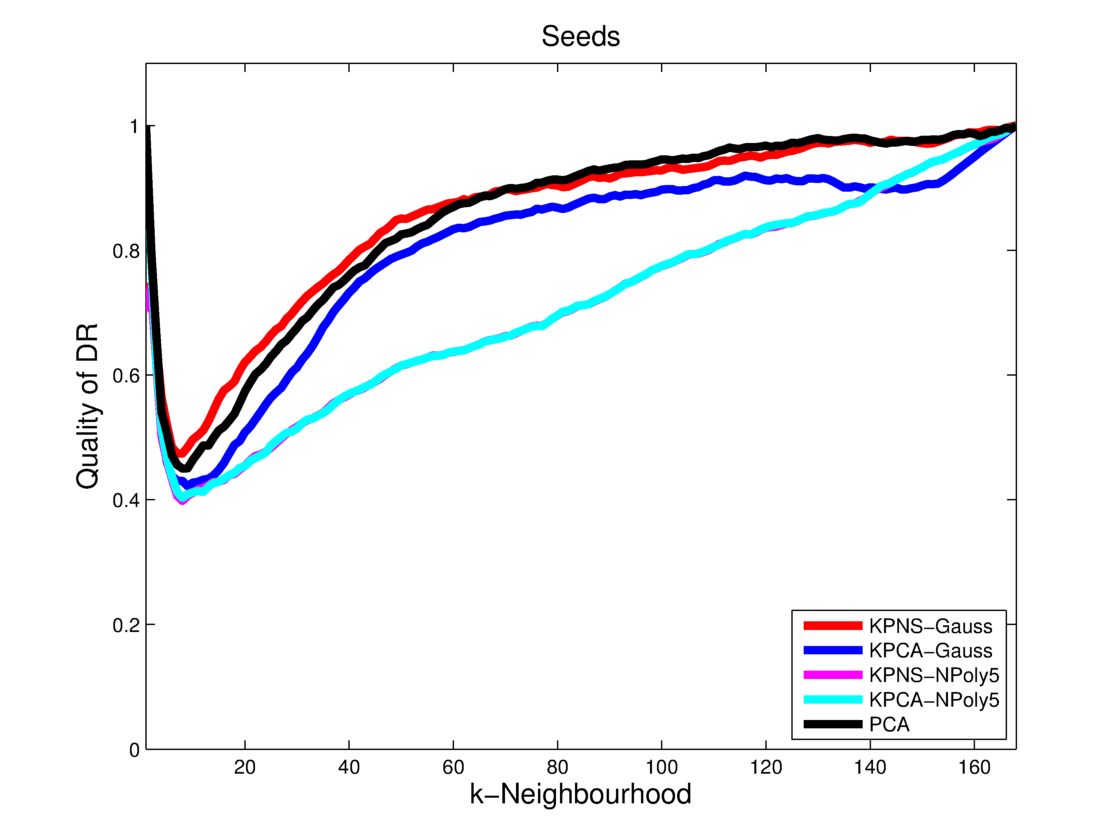 Seeds
Quality of DR
1
0.8
0.6
0.4
0.2
0
20 40 60 80 100 120 140 160
k−Neighbourhood
KPNS−Gauss
KPCA−Gauss
KPNS−NPoly5
KPCA−NPoly5
PCA